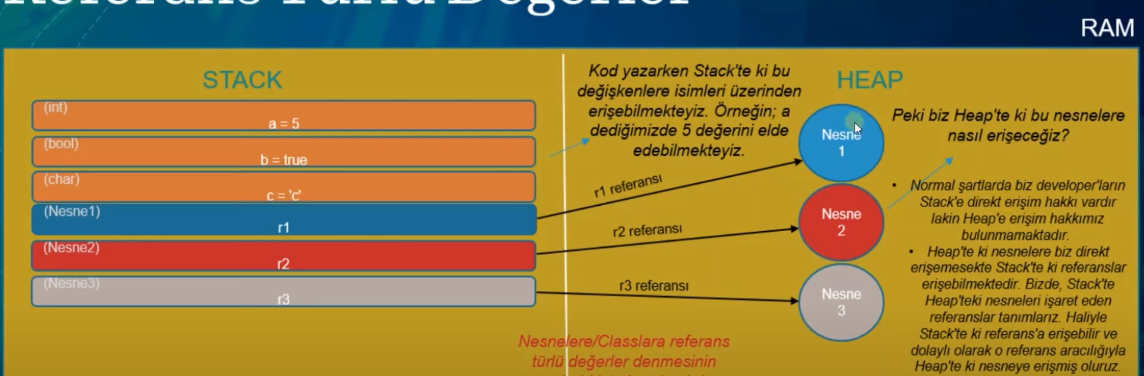 Referans Türlü Değerler
RAM
STACK
(int)
a = 5
(bool)
b = true
(char)
c = 'c'
(Nesne1)
r1
(Nesne2)
r2
(Nesne3)
r3
Kod yazarken Stack'te ki bu
değişkenlere isimleri üzerinden
erişebilmekteyiz. Örneğin; a
dediğimizde 5 değerini elde
edebilmekteyiz.
r1 referansı
r2 referansı
r3 referansı
Nesnelere/Classlara referans
türlü değerler denmesinin
HEAP
Nesne
1
Nesne
2
Nesne
3
Peki biz Heap'te ki bu nesnelere
nasıl erişeceğiz?
• Normal şartlarda biz developer'ların
Stack'e direkt erişim hakkı vardır
lakin Heap'e erişim hakkımız
bulunmamaktadır.
• Heap'te ki nesnelere biz direkt
erişemesekte Stack'te ki referanslar
erişebilmektedir. Bizde, Stack'te
Heap'teki nesneleri işaret eden
referanslar tanımlarız. Haliyle
Stack'te ki referans'a erişebilir ve
dolaylı olarak o referans aracılığıyla
Heap'te ki nesneye erişmiş oluruz.